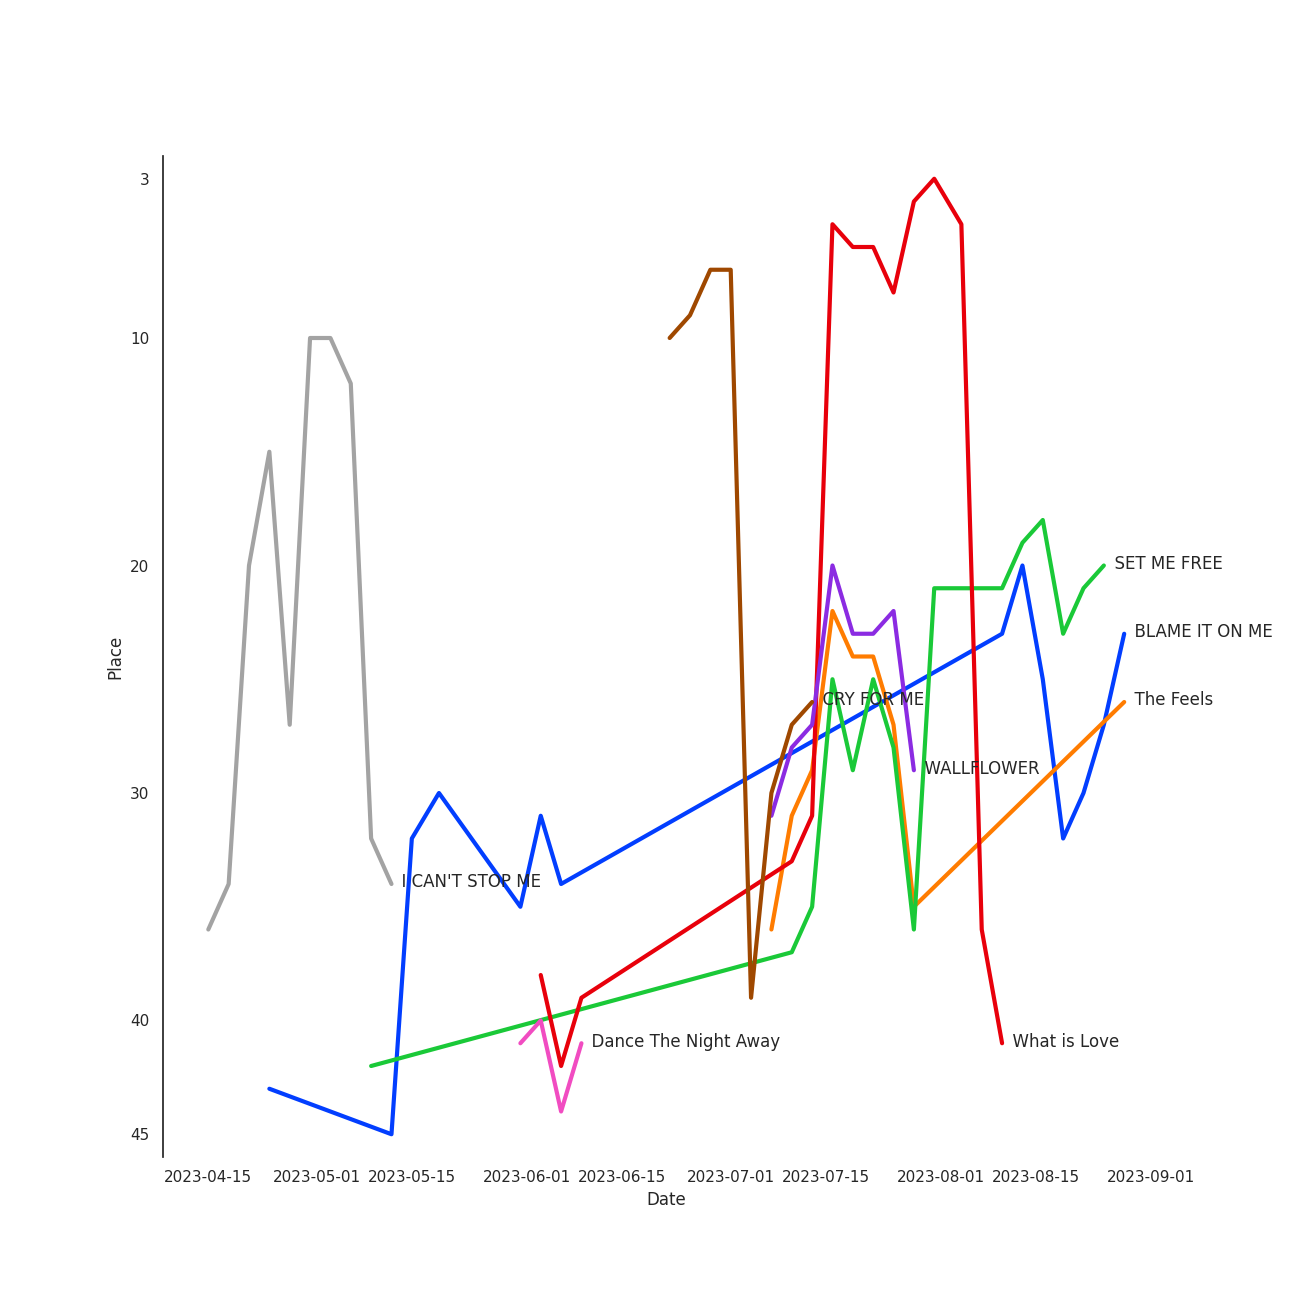 3
10
20
SET ME FREE
BLAME IT ON ME
Place
CRY FOR ME
The Feels
WALLFLOWER
30
I CAN'T STOP ME
40
Dance The Night Away
What is Love
45
2023-04-15 2023-05-01 2023-05-15 2023-06-01 2023-06-15 2023-07-01 2023-07-15 2023-08-01 2023-08-15 2023-09-01
Date